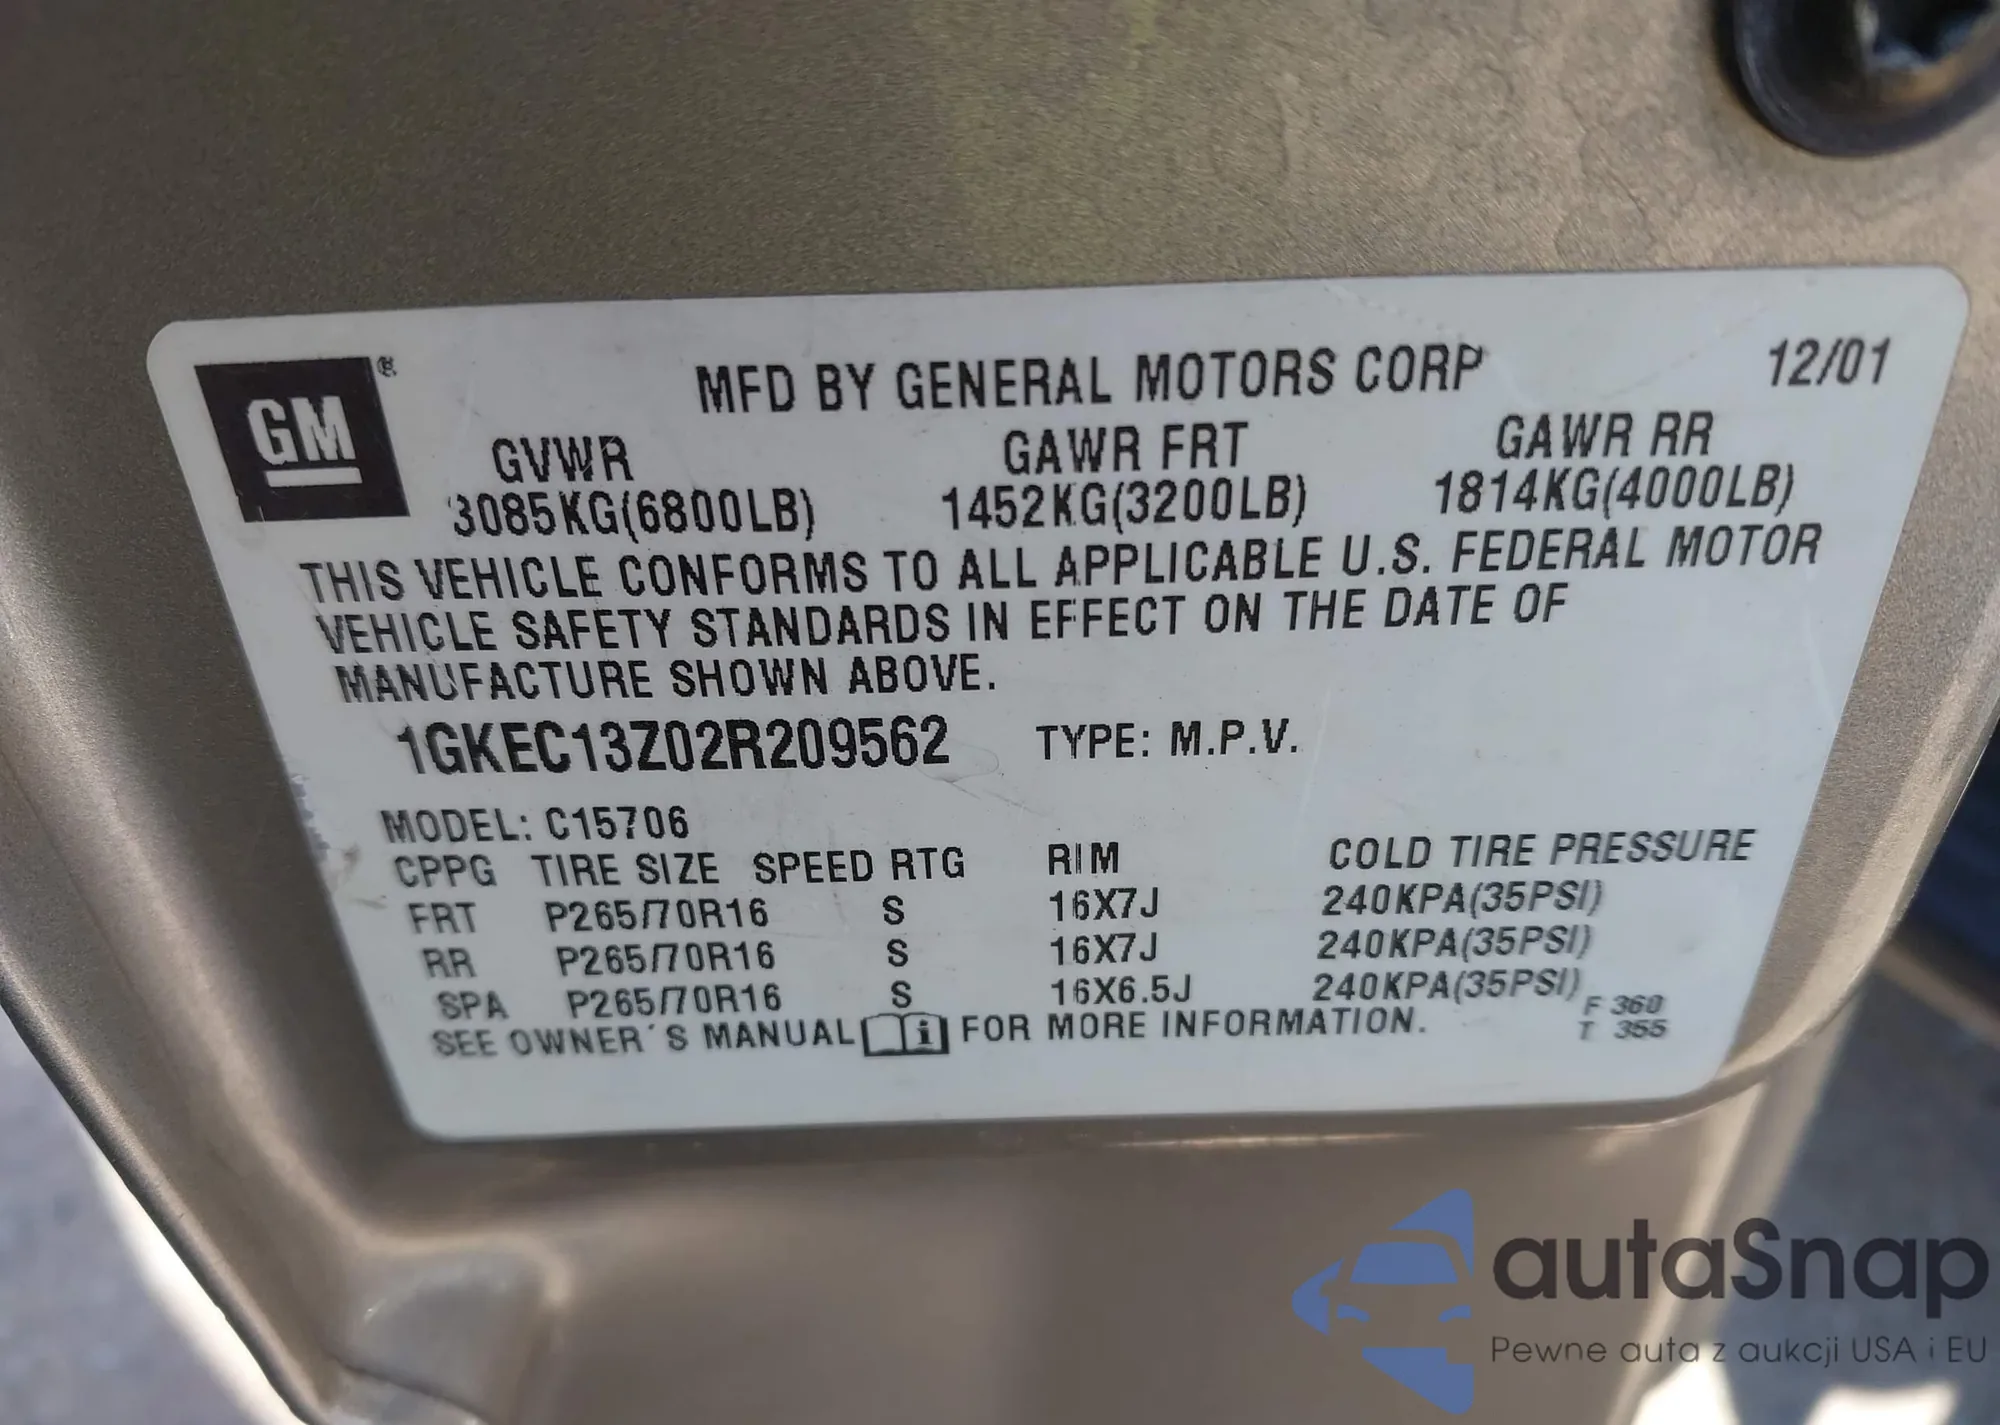 GM ®
MFD BY GENERAL MOTORS CORP 12/01
GVWR GAWR FRT GAWR RR
3085KG(6800LB) 1452KG(3200LB) 1814KG(4000LB)
THIS VEHICLE CONFORMS TO ALL APPLICABLE U.S. FEDERAL MOTOR
VEHICLE SAFETY STANDARDS IN EFFECT ON THE DATE OF
MANUFACTURE SHOWN ABOVE.
1GKEC13Z02R209562 TYPE: M.P.V.
MODEL: C15706
CPPG TIRE SIZE SPEED RTG RIM COLD TIRE PRESSURE
FRT P265/70R16 S 16X7J 240KPA(35PSI)
RR P265/70R16 S 16X7J 240KPA(35PSI)
SPA P265/70R16 S 16X6.5J 240KPA(35PSI)
SEE OWNER'S MANUAL i FOR MORE INFORMATION.
F 360
T 355
autaSnap
Pewne auta z aukcji USA i EU